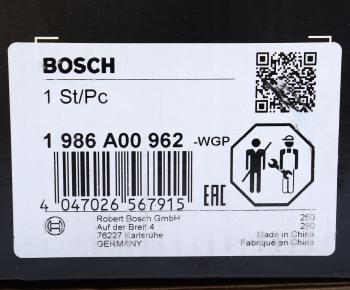 BOSCH
1 St/Pc
1 986 A00 962 -WGP
EAC
4 047026 567915
Robert Bosch GmbH
Auf der Breit 4
76227 Karlsruhe
GERMANY
250
280
Made in China
Fabriqué en Chine